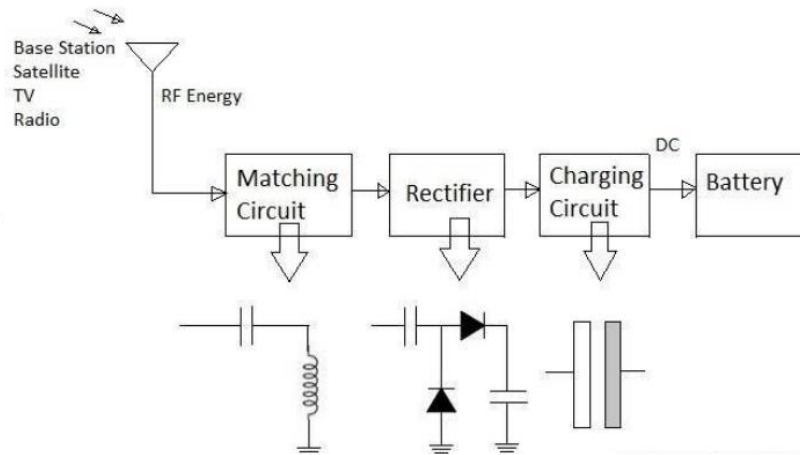 Base Station
Satellite
TV
Radio
RF Energy
Matching
Circuit
Rectifier
Charging
Circuit
DC
Battery